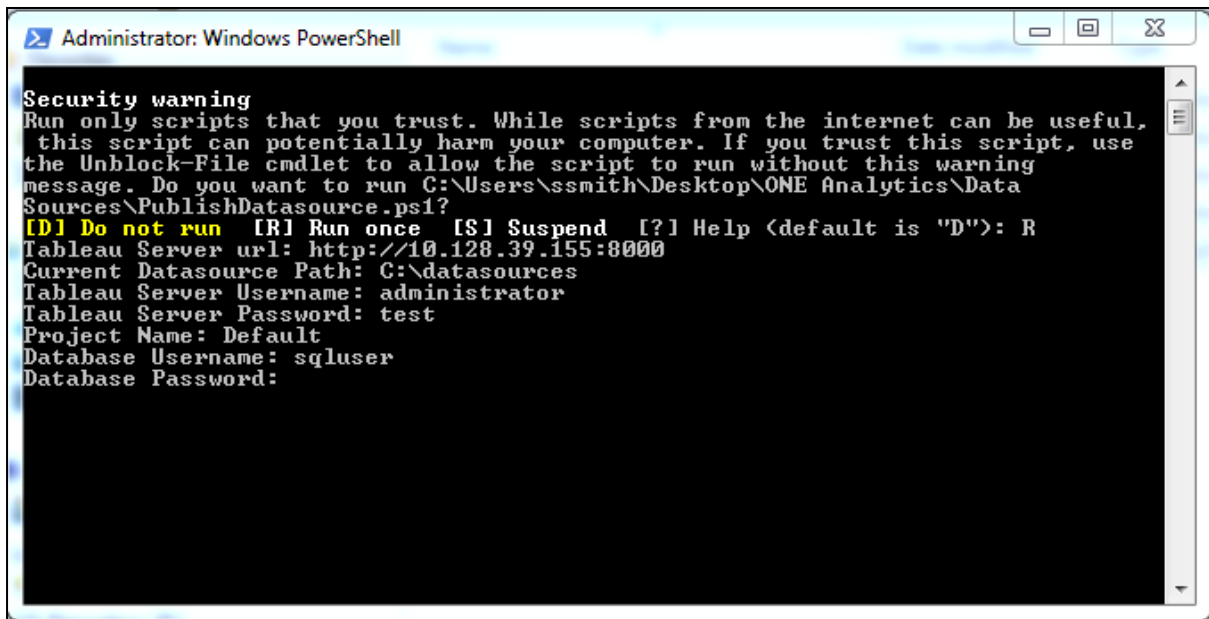 Administrator: Windows PowerShell
Security warning
Run only scripts that you trust. While scripts from the internet can be useful,
this script can potentially harm your computer. If you trust this script, use
the Unblock-File cmdlet to allow the script to run without this warning
message. Do you want to run C:\Users\ssmith\Desktop\ONE Analytics\Data
Sources\PublishDatasource.ps1?
[D] Do not run  [R] Run once  [S] Suspend  [?] Help (default is "D"): R
Tableau Server url: http://10.128.39.155:8000
Current Datasource Path: C:\datasources
Tableau Server Username: administrator
Tableau Server Password: test
Project Name: Default
Database Username: sqluser
Database Password: